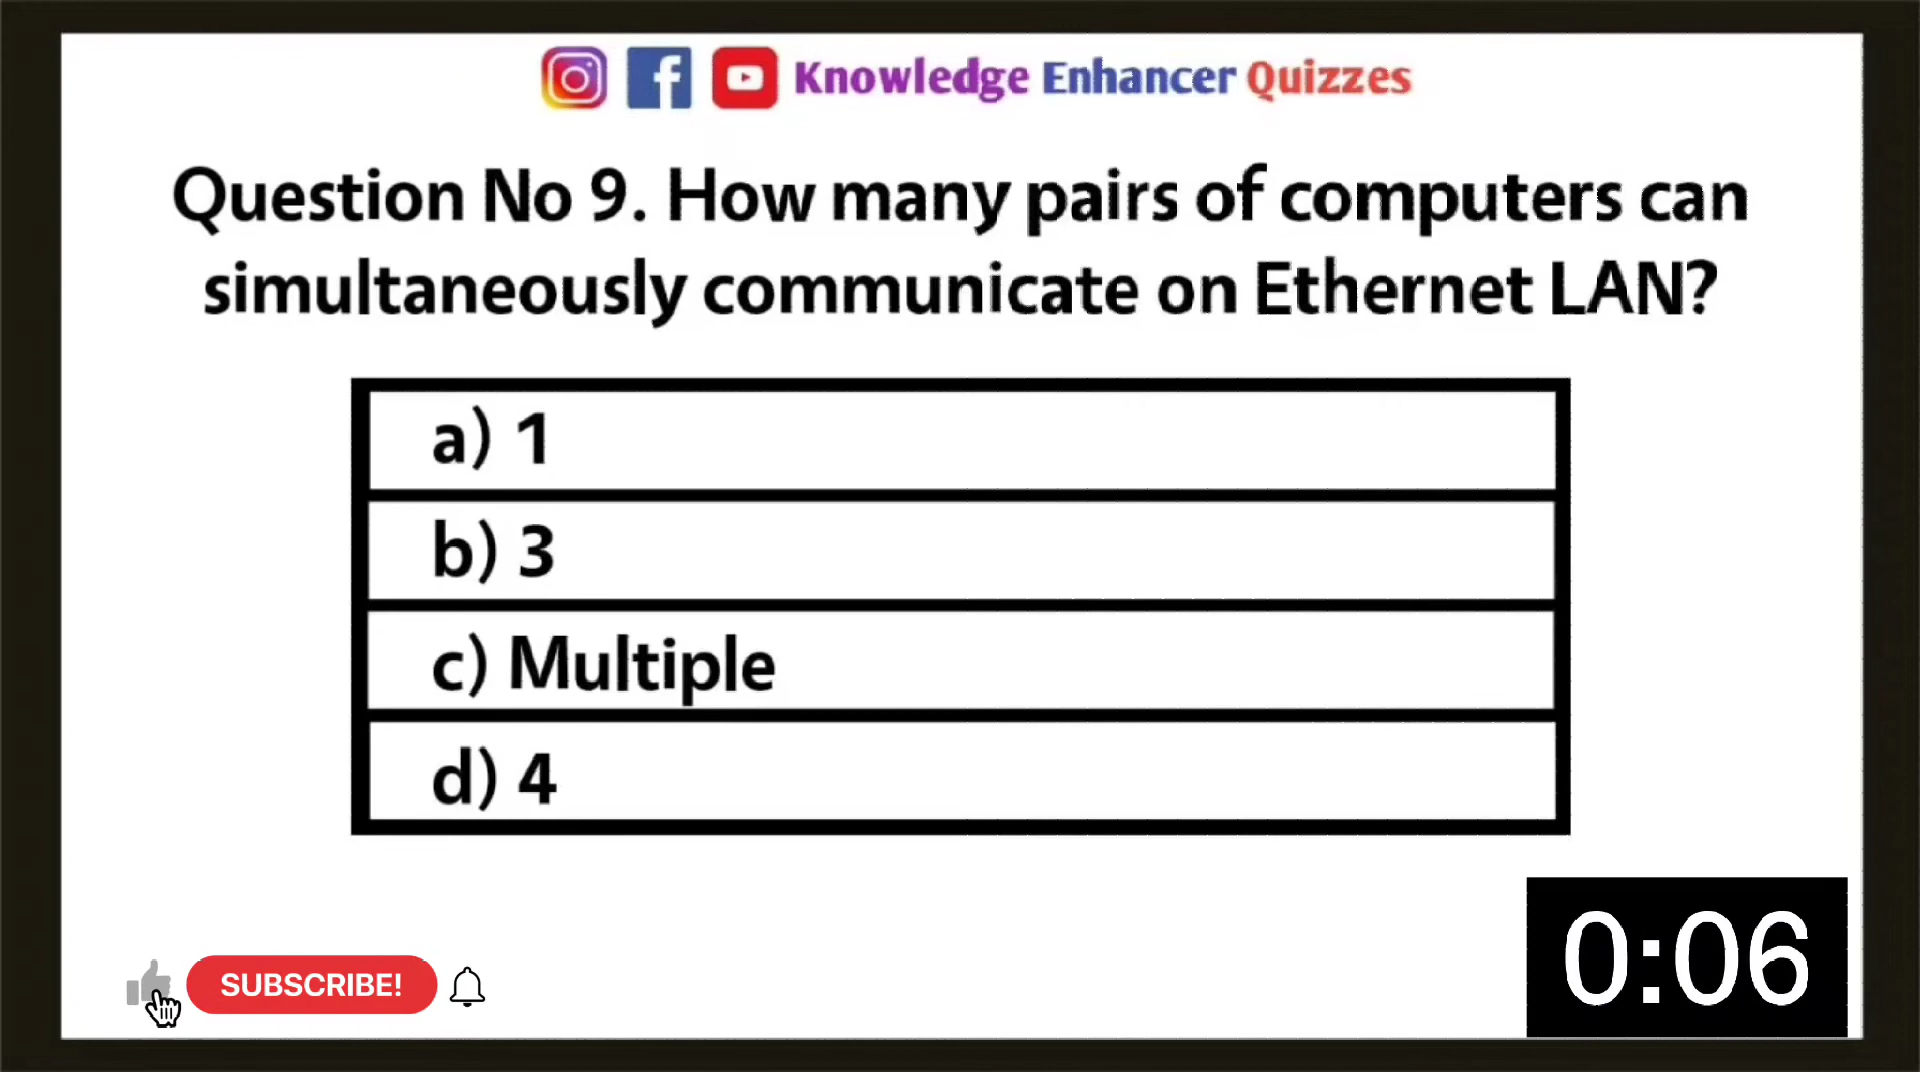 Knowledge Enhancer Quizzes
Question No 9. How many pairs of computers can
simultaneously communicate on Ethernet LAN?
a) 1
b) 3
c) Multiple
d) 4
SUBSCRIBE!
0:06